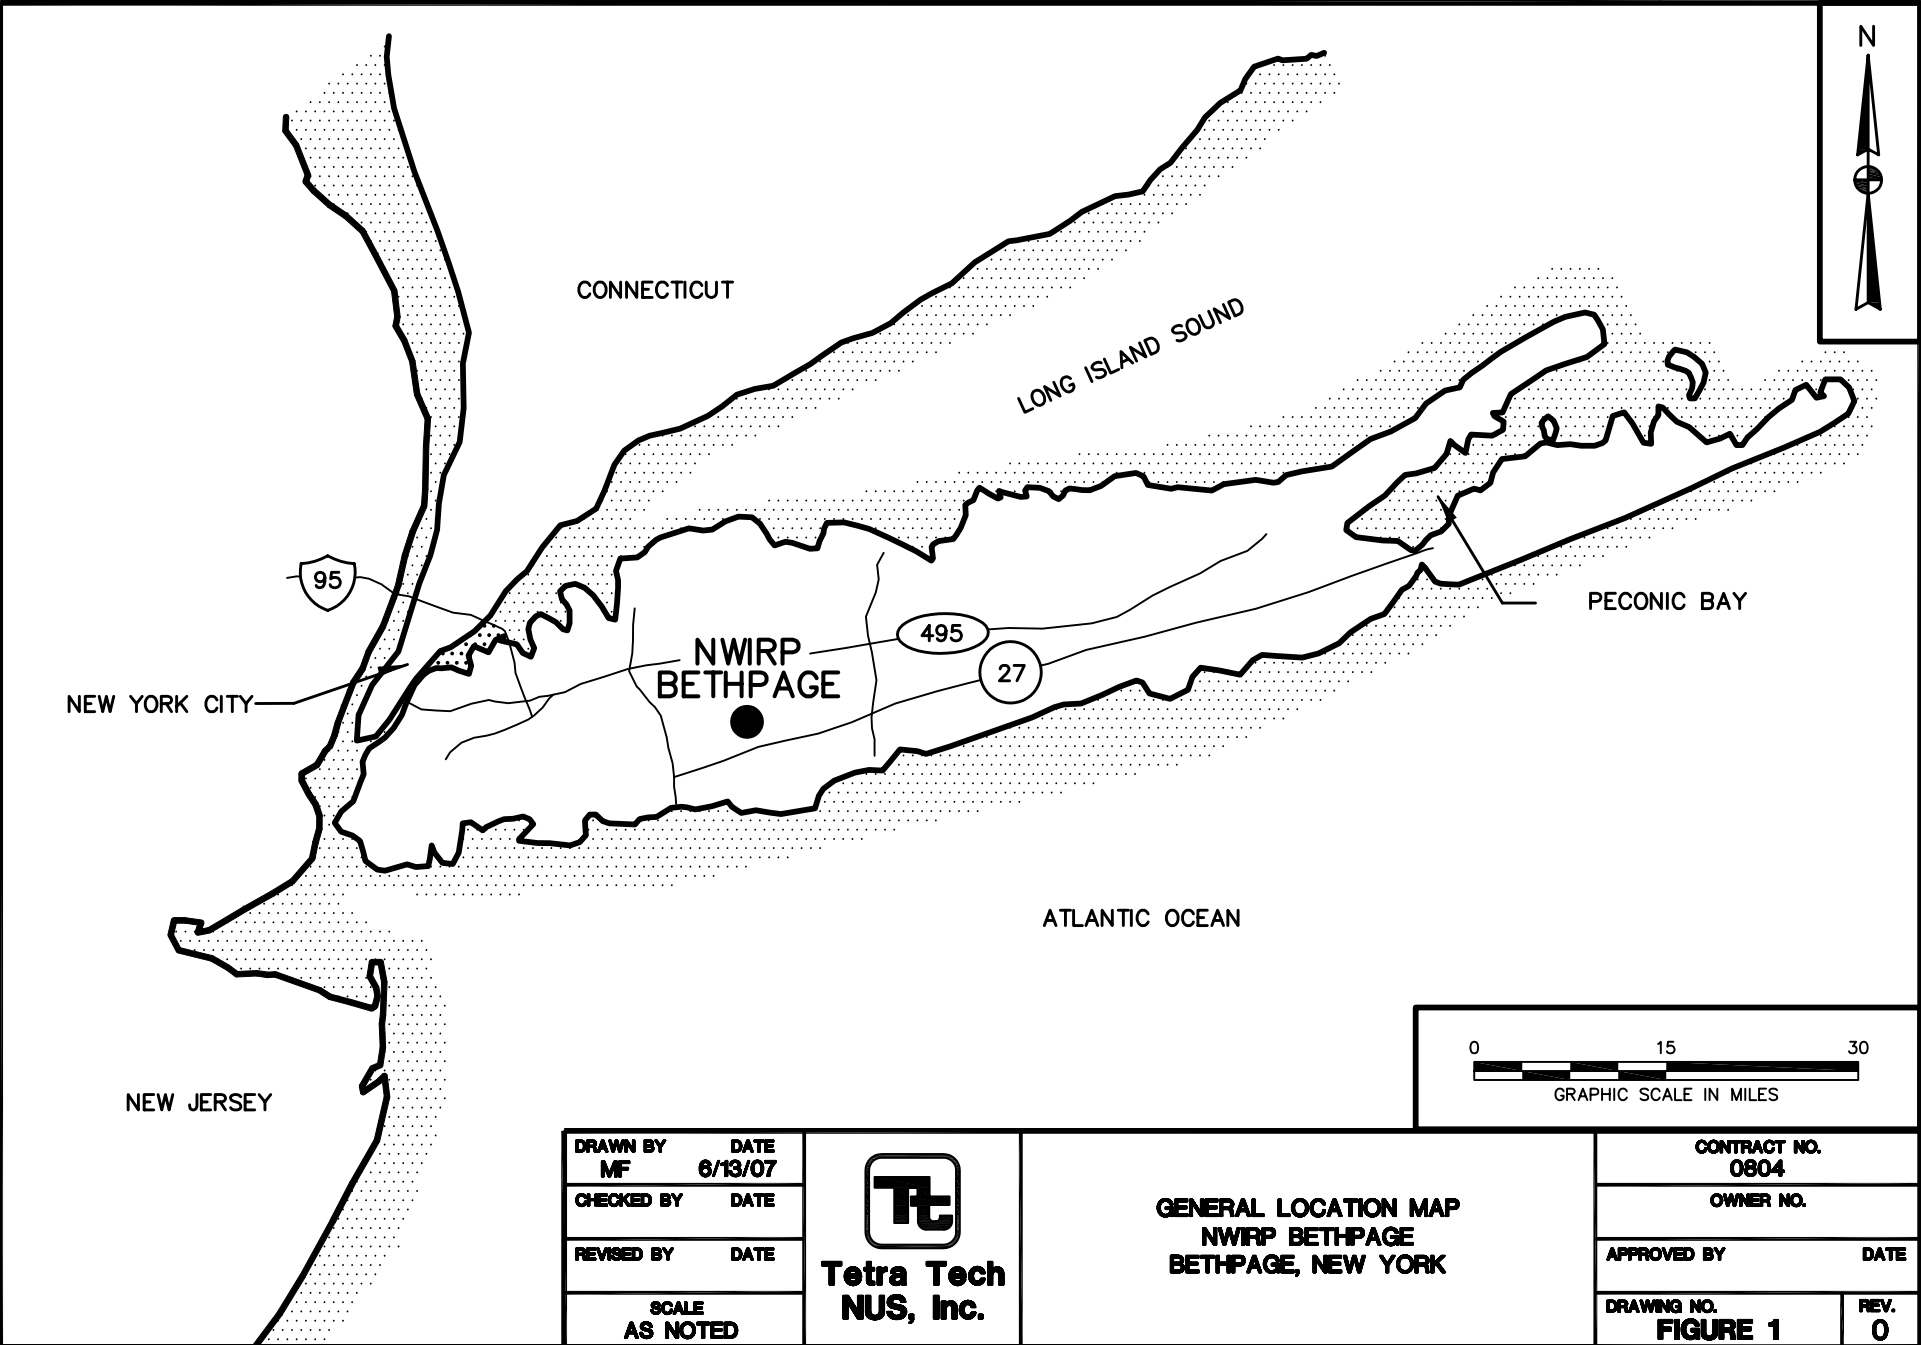 N
CONNECTICUT
LONG ISLAND SOUND
95
NWIRP
BETHPAGE
495
27
PECONIC BAY
NEW YORK CITY
ATLANTIC OCEAN
NEW JERSEY
0 15 30
GRAPHIC SCALE IN MILES
DRAWN BY DATE
MF 6/13/07
CHECKED BY DATE
REVISED BY DATE
SCALE
AS NOTED
Tt
Tetra Tech
NUS, Inc.
GENERAL LOCATION MAP
NWIRP BETHPAGE
BETHPAGE, NEW YORK
CONTRACT NO.
0804
OWNER NO.
APPROVED BY DATE
DRAWING NO.
FIGURE 1
REV.
0